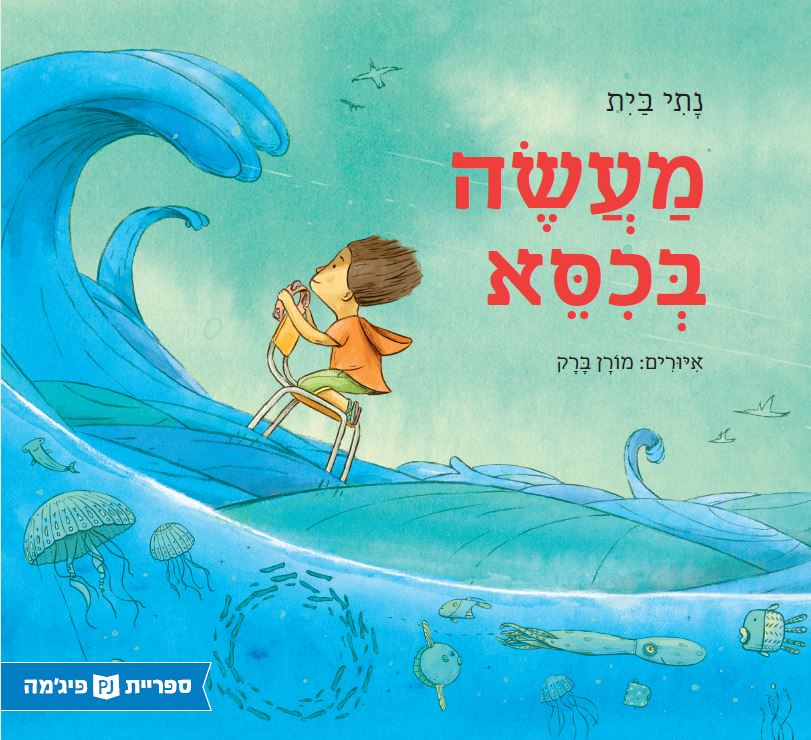 נָתִי בַּיִת
מַעֲשֶׂה
בְּכִסֵּא
אִיּוּרִים: מוֹרָן בָּרָק
ספריית PJ פיג'מה